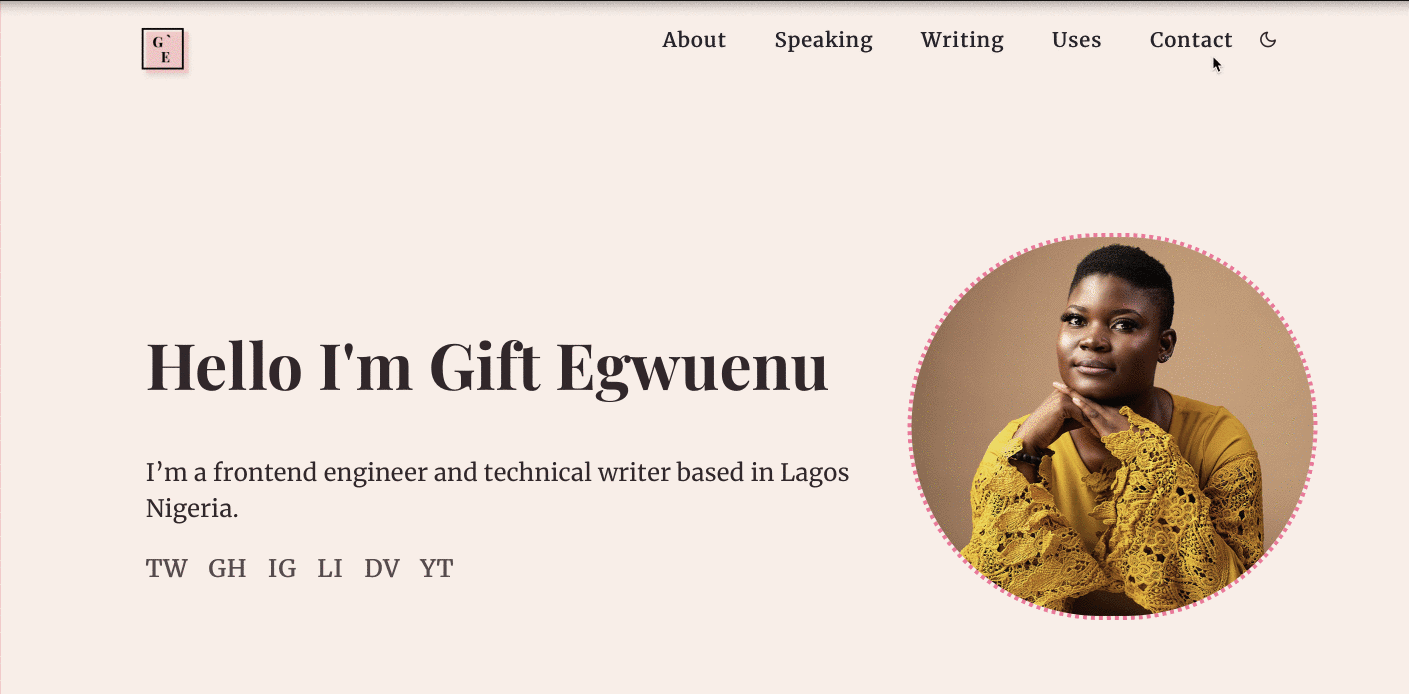 G`
E
About Speaking Writing Uses Contact
Hello I'm Gift Egwuenu
I’m a frontend engineer and technical writer based in Lagos
Nigeria.
TW GH IG LI DV YT